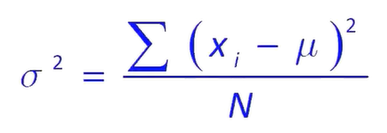 σ² = ∑ (xᵢ − μ)² / N